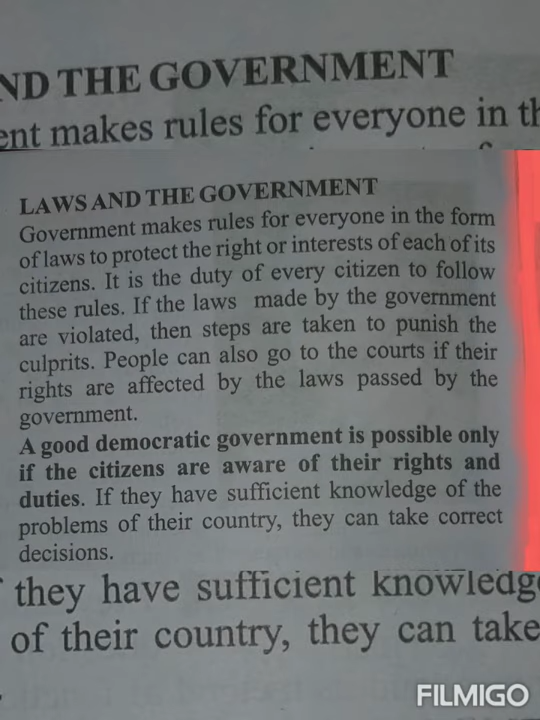 ND THE GOVERNMENT
ent makes rules for everyone in th
LAWS AND THE GOVERNMENT
Government makes rules for everyone in the form
of laws to protect the right or interests of each of its
citizens. It is the duty of every citizen to follow
these rules. If the laws made by the government
are violated, then steps are taken to punish the
culprits. People can also go to the courts if their
rights are affected by the laws passed by the
government.
A good democratic government is possible only
if the citizens are aware of their rights and
duties. If they have sufficient knowledge of the
problems of their country, they can take correct
decisions.
they have sufficient knowledge
of their country, they can take
FILMIGO